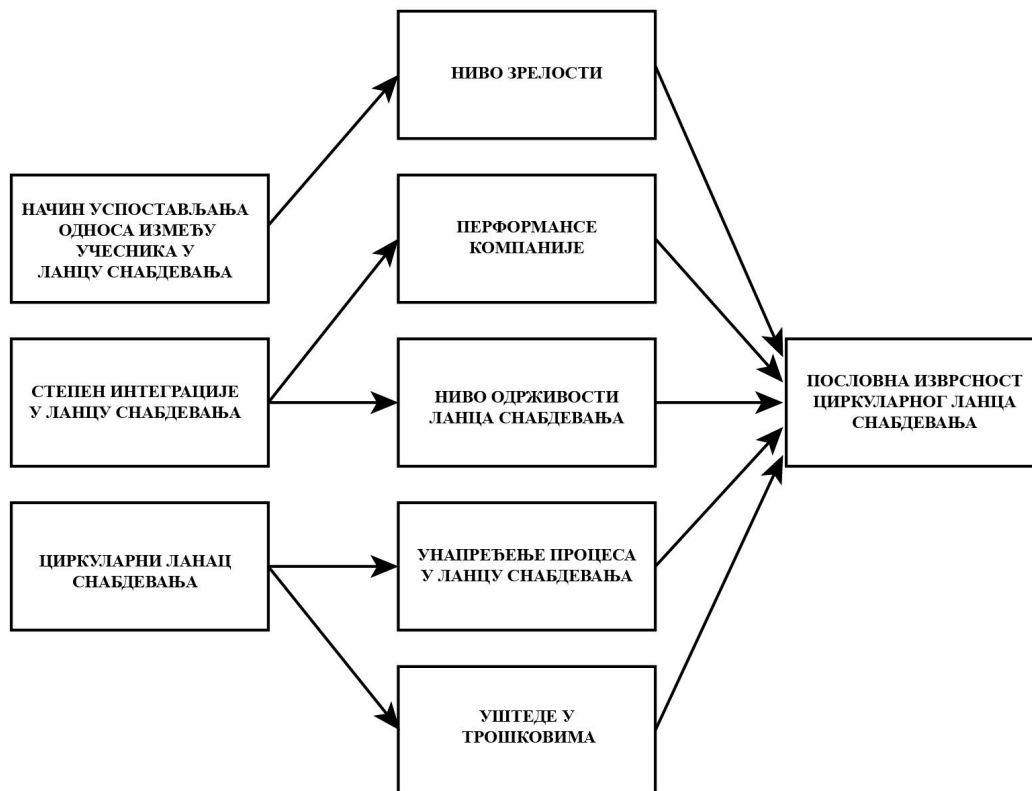 НИВО ЗРЕЛОСТИ
НАЧИН УСПОСТАВЉАЊА
ОДНОСА ИЗМЕЂУ
УЧЕСНИКА У
ЛАНЦУ СНАБДЕВАЊА
ПЕРФОРМАНСЕ
КОМПАНИЈЕ
СТЕПЕН ИНТЕГРАЦИЈЕ
У ЛАНЦУ СНАБДЕВАЊА
НИВО ОДРЖИВОСТИ
ЛАНЦА СНАБДЕВАЊА
ПОСЛОВНА ИЗВРСНОСТ
ЦИРКУЛАРНОГ ЛАНЦА
СНАБДЕВАЊА
ЦИРКУЛАРНИ ЛАНАЦ
СНАБДЕВАЊА
УНАПРЕЂЕЊЕ ПРОЦЕСА
У ЛАНЦУ СНАБДЕВАЊА
УШТЕДЕ У
ТРОШКОВИМА